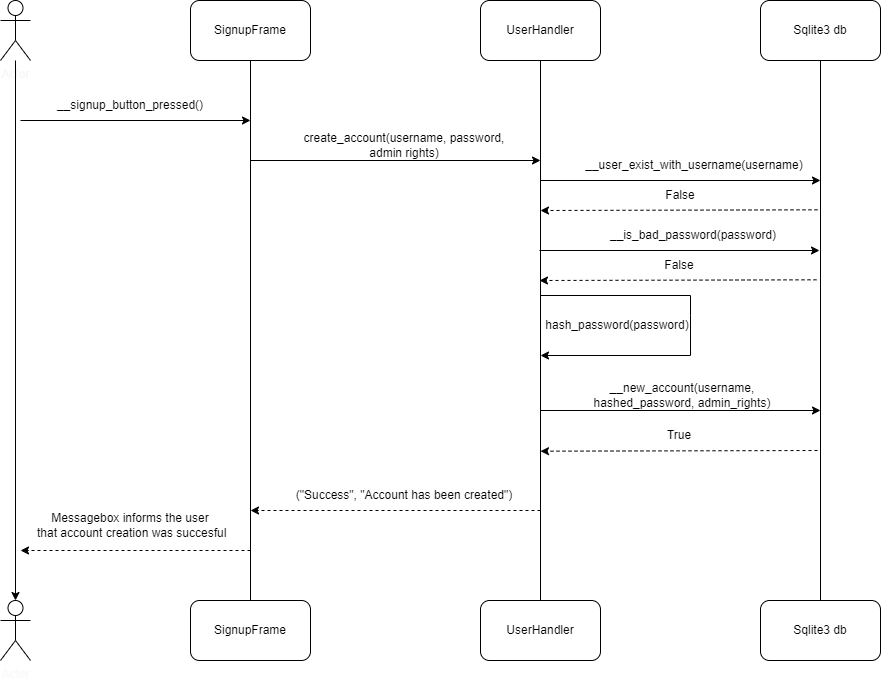 SignupFrame
UserHandler
Sqlite3 db
__signup_button_pressed()
create_account(username, password,
admin rights)
__user_exist_with_username(username)
False
__is_bad_password(password)
False
hash_password(password)
__new_account(username,
hashed_password, admin_rights)
True
("Success", "Account has been created")
Messagebox informs the user
that account creation was succesful
SignupFrame
UserHandler
Sqlite3 db